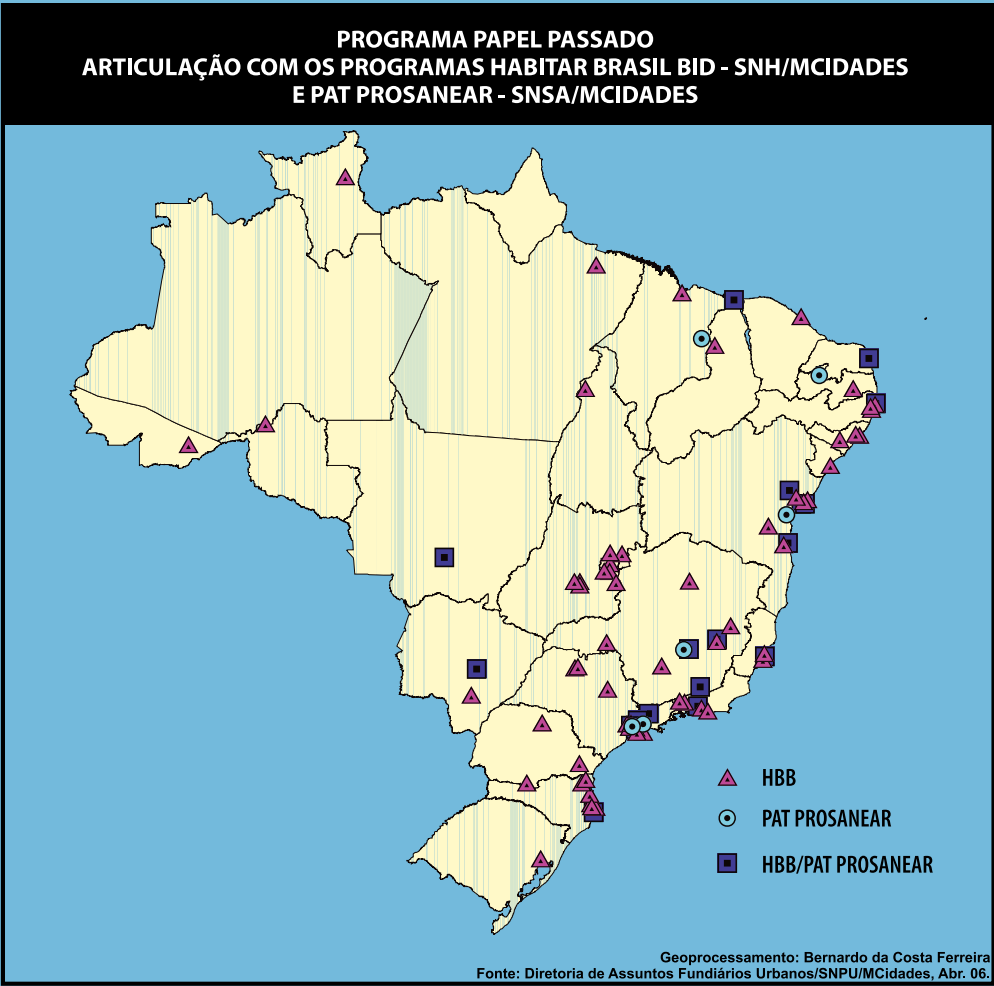 PROGRAMA PAPEL PASSADO
ARTICULAÇÃO COM OS PROGRAMAS HABITAR BRASIL BID - SNH/MCIDADES
E PAT PROSANEAR - SNSA/MCIDADES
HBB
PAT PROSANEAR
HBB/PAT PROSANEAR
Geoprocessamento: Bernardo da Costa Ferreira
Fonte: Diretoria de Assuntos Fundiários Urbanos/SNPU/MCidades, Abr. 06.